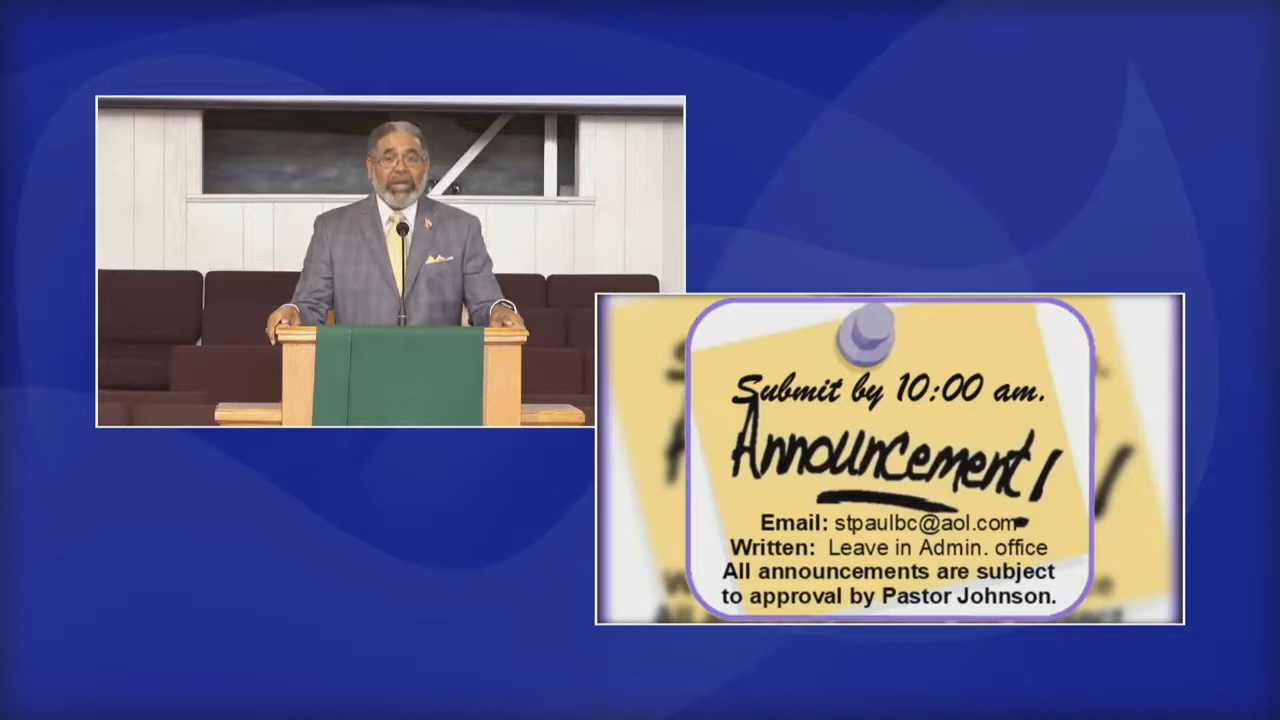 Submit by 10:00 am.
Announcement!
Email: stpaulbc@aol.com
Written: Leave in Admin. office
All announcements are subject
to approval by Pastor Johnson.